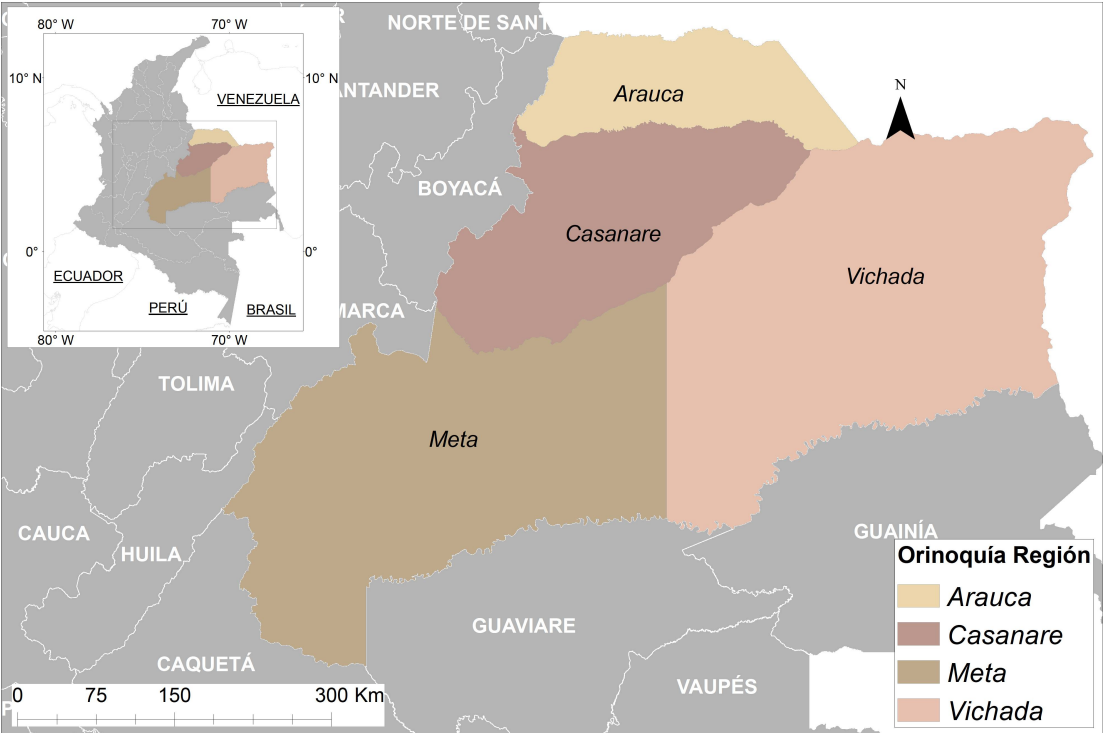 80° W
70° W
10° N
10° N
VENEZUELA
0°
0°
ECUADOR
PERÚ
BRASIL
80° W
70° W
NORTE DE SANT
ANTANDER
BOYACÁ
MARCA
TOLIMA
CAUCA
HUILA
CAQUETÁ
GUAVIARE
VAUPÉS
GUAINÍA
Arauca
N
Casanare
Vichada
Meta
Orinoquía Región
Arauca
Casanare
Meta
Vichada
0 75 150 300 Km